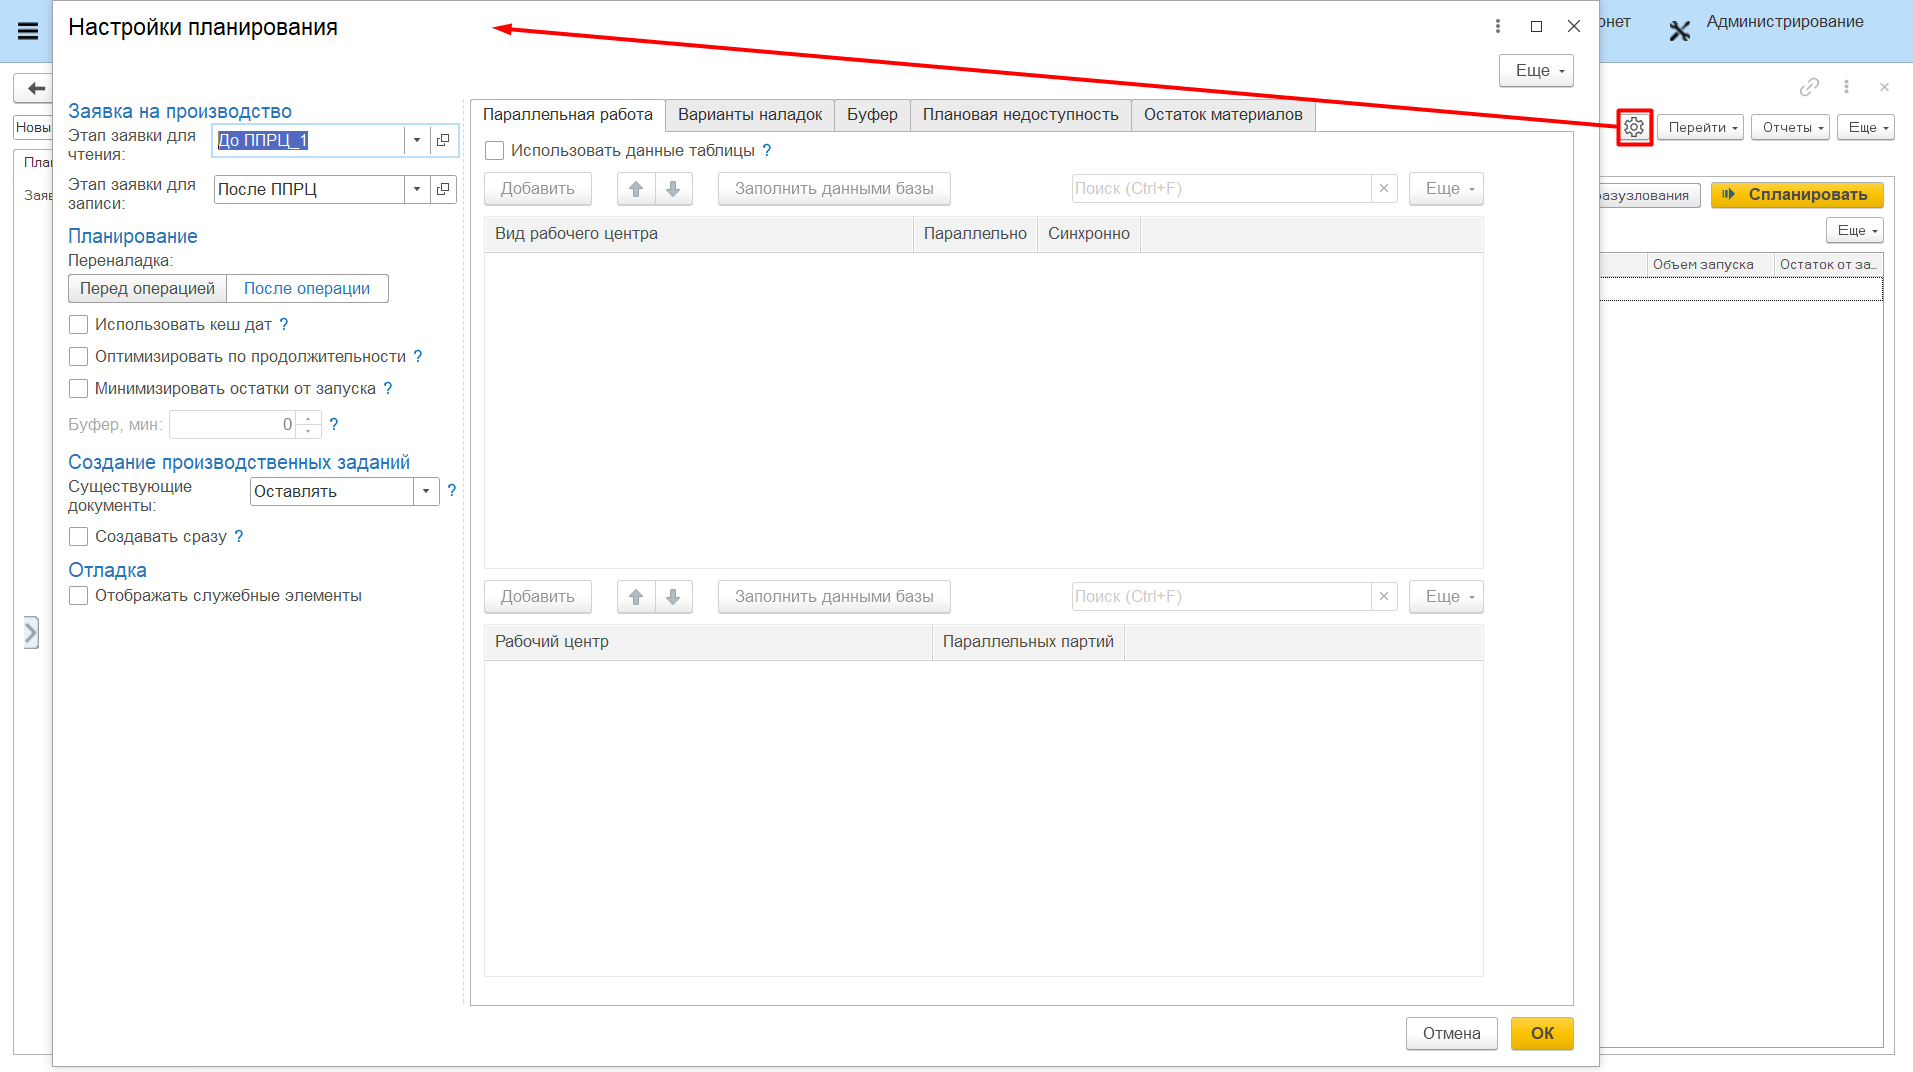 Настройки планирования
рнет
Администрирование
Еще
Новы
Перейти
Отчеты
Еще
План
Заяв
разузлования
Спланировать
Еще
Объем запуска
Остаток от за...
Заявка на производство
Этап заявки для чтения:
До ППРЦ_1
Этап заявки для записи:
После ППРЦ
Планирование
Переналадка:
Перед операцией
После операции
Использовать кеш дат ?
Оптимизировать по продолжительности ?
Минимизировать остатки от запуска ?
Буфер, мин:
0
?
Создание производственных заданий
Существующие документы:
Оставлять
?
Создавать сразу ?
Отладка
Отображать служебные элементы
Параллельная работа
Варианты наладок
Буфер
Плановая недоступность
Остаток материалов
Использовать данные таблицы ?
Добавить
Заполнить данными базы
Поиск (Ctrl+F)
Еще
Вид рабочего центра
Параллельно
Синхронно
Добавить
Заполнить данными базы
Поиск (Ctrl+F)
Еще
Рабочий центр
Параллельных партий
Отмена
ОК